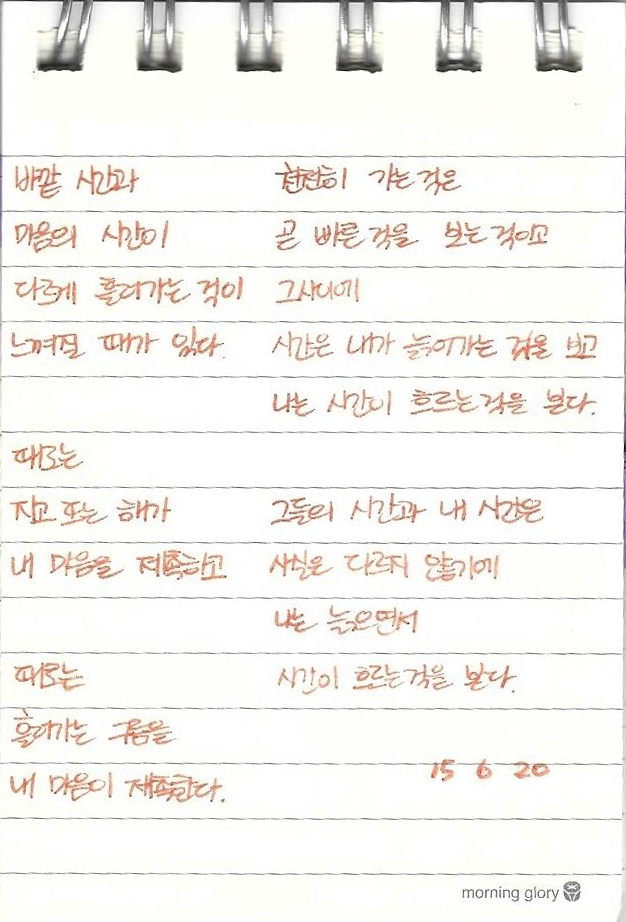 바깥 시간과
마음의 시간이
다르게 흘러가는 것이
느껴질 때가 있다.
때로는
지고 또는 해가
내 마음을 재촉하고
때로는
흘러가는 구름을
내 마음이 재촉한다.
천천히 가는 것은
곧 빠른 것을 보는 것이고
그사이에
시간은 내가 늙어가는 것을 보고
나는 시간이 흐르는 것을 본다.
그들의 시간과 내 시간은
사실은 다르지 않기에
나는 늙으면서
시간이 흐르는 것을 본다.
15 6 20
morning glory